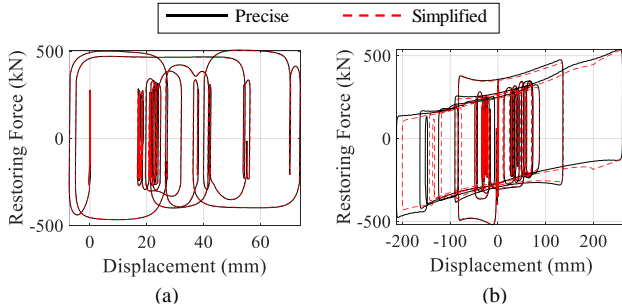 Precise Simplified
500
0
-500
Restoring Force (kN)
0 20 40 60
Displacement (mm)
(a)
500
0
-500
Restoring Force (kN)
-200 -100 0 100 200
Displacement (mm)
(b)